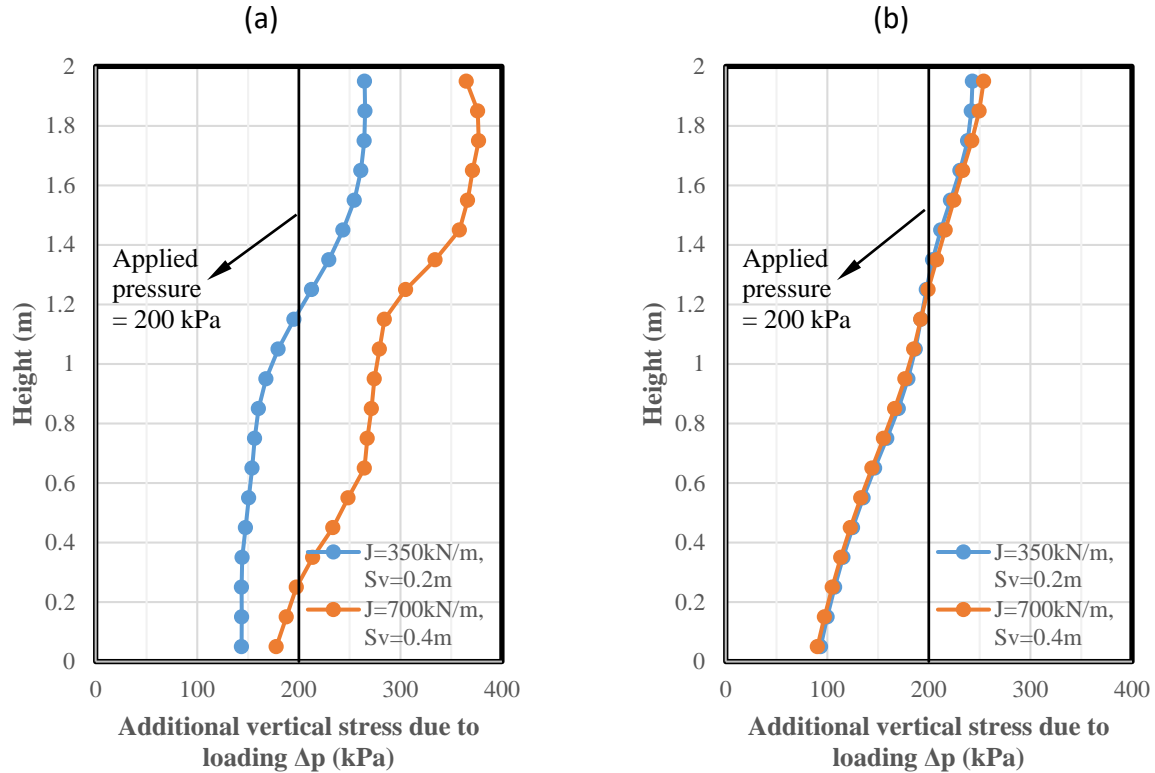 (a)
2
1.8
1.6
1.4
1.2
1
0.8
0.6
0.4
0.2
0
Height (m)
Applied
pressure
= 200 kPa
J=350kN/m,
Sv=0.2m
J=700kN/m,
Sv=0.4m
0 100 200 300 400
Additional vertical stress due to
loading Δp (kPa)
(b)
2
1.8
1.6
1.4
1.2
1
0.8
0.6
0.4
0.2
0
Height (m)
Applied
pressure
= 200 kPa
J=350kN/m,
Sv=0.2m
J=700kN/m,
Sv=0.4m
0 100 200 300 400
Additional vertical stress due to
loading Δp (kPa)